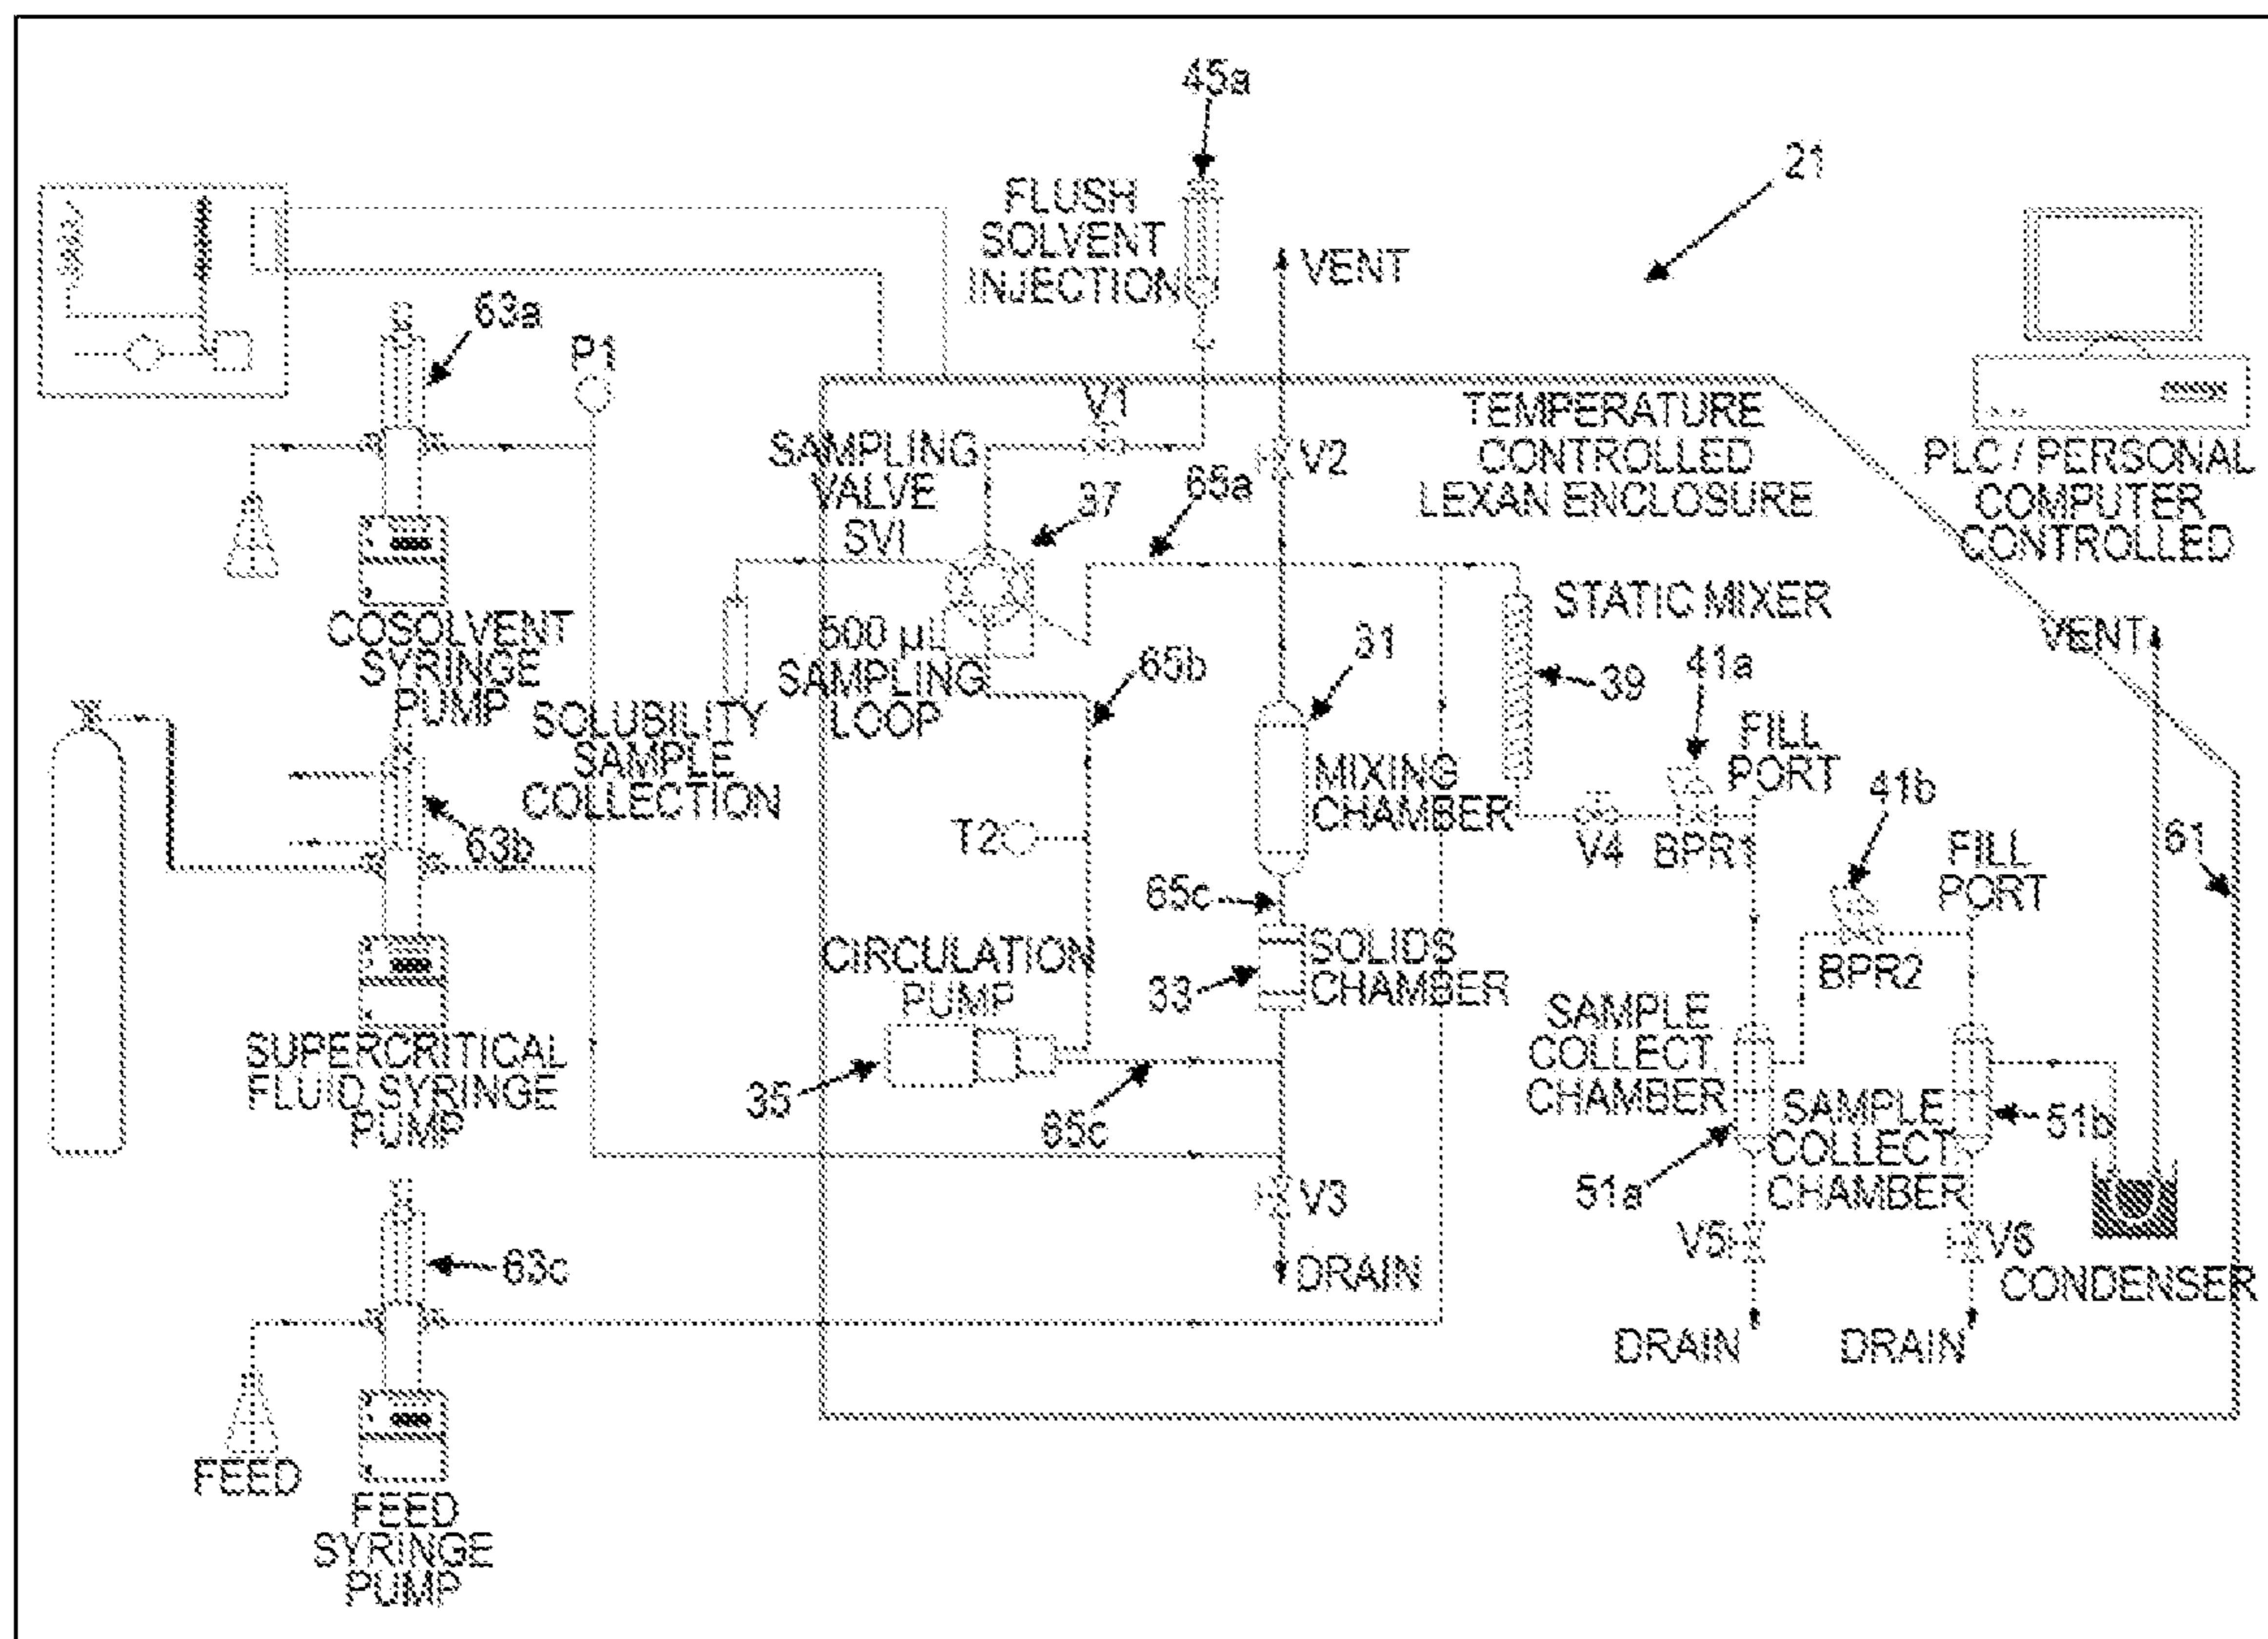 45a
21
FLUSH
SOLVENT
INJECTION
VENT
63a
P1
V1
SAMPLING
VALVE
SVI
37
65a
V2
TEMPERATURE
CONTROLLED
LEXAN ENCLOSURE
PLC / PERSONAL
COMPUTER
CONTROLLED
COSOLVENT
SYRINGE
PUMP
SOLUBILITY
SAMPLE
COLLECTION
500 µL
SAMPLING
LOOP
65b
31
STATIC MIXER
39
41a
FILL
PORT
VENT
MIXING
CHAMBER
63b
T2
V4
BPR1
41b
FILL
PORT
61
65c
BPR2
CIRCULATION
PUMP
SOLIDS
CHAMBER
33
SUPERCRITICAL
FLUID SYRINGE
PUMP
35
65c
SAMPLE
COLLECT.
CHAMBER
SAMPLE
COLLECT.
CHAMBER
51a
51b
63c
V3
DRAIN
V5
V6
CONDENSER
DRAIN
DRAIN
FEED
FEED
SYRINGE
PUMP